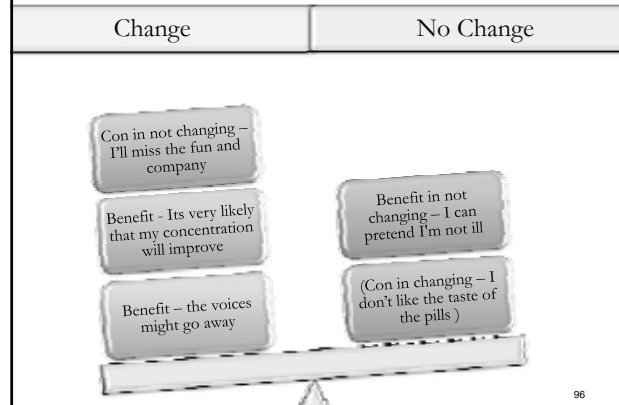 Change
No Change
Con in not changing –
I'll miss the fun and
company
Benefit - Its very likely
that my concentration
will improve
Benefit – the voices
might go away
Benefit in not
changing – I can
pretend I'm not ill
(Con in changing – I
don't like the taste of
the pills )
96